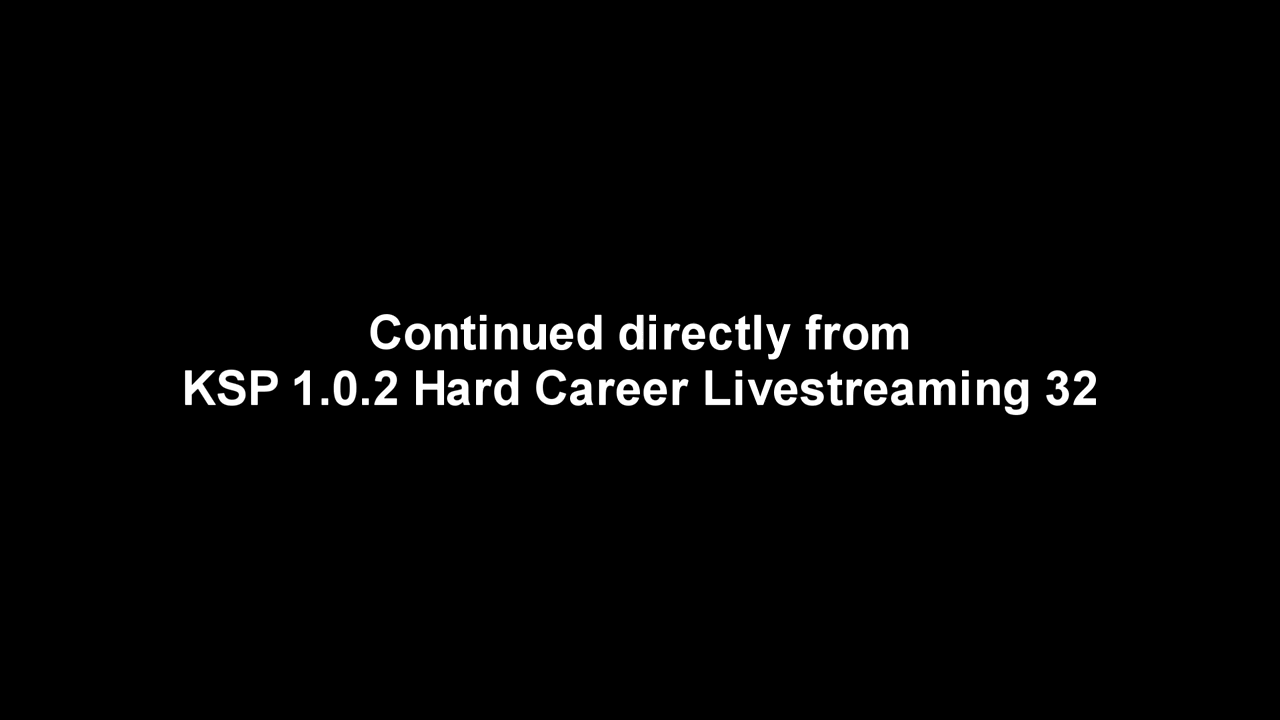 Continued directly from
KSP 1.0.2 Hard Career Livestreaming 32